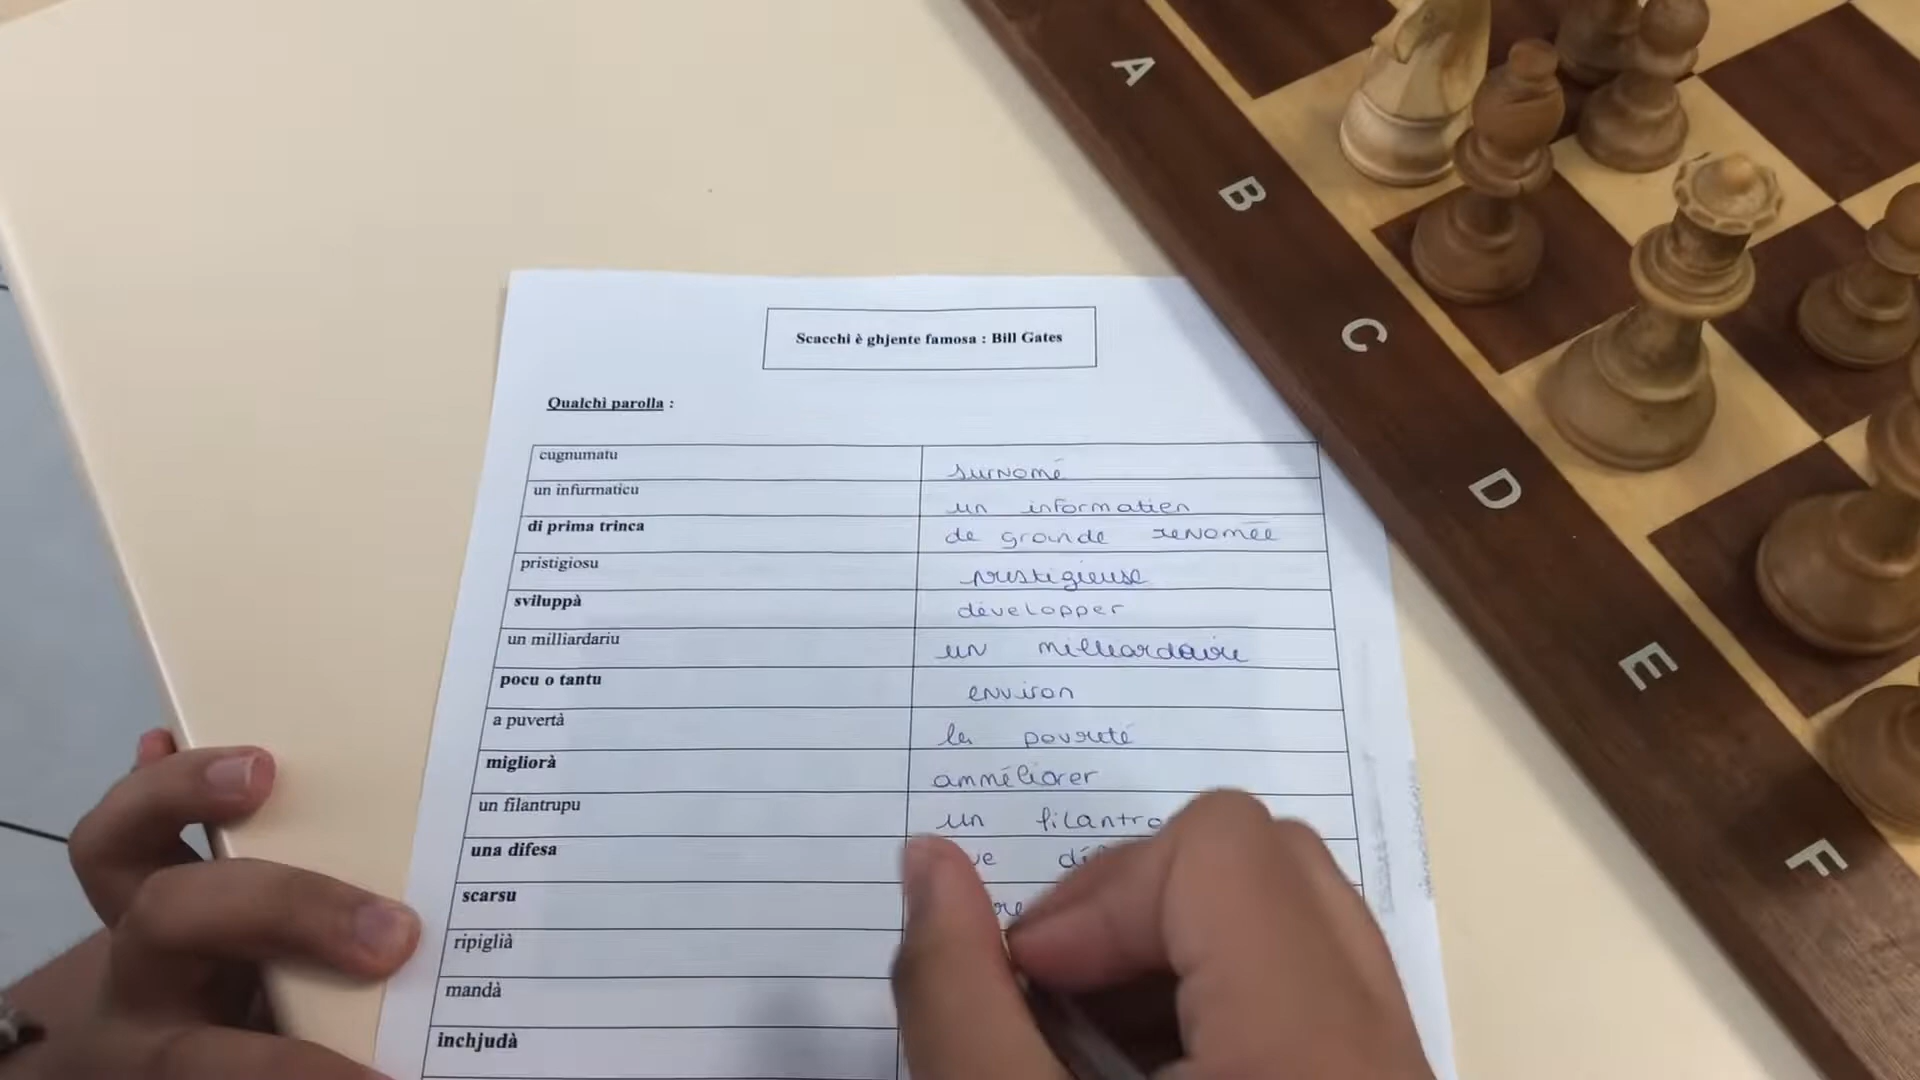 A
B
C
D
E
F
Scacchi è ghjente famosa : Bill Gates
Qualchì parolla :
cugnumatu
surnomé
un infurmaticu
un informatien
di prima trinca
de grande renomée
pristigiosu
prestigieuse
sviluppà
développer
un milliardariu
un milliardaire
pocu o tantu
environ
a puvertà
la povreté
migliorà
amméliorer
un filantrupu
un filantro
una difesa
scarsu
ripiglià
mandà
inchjudà